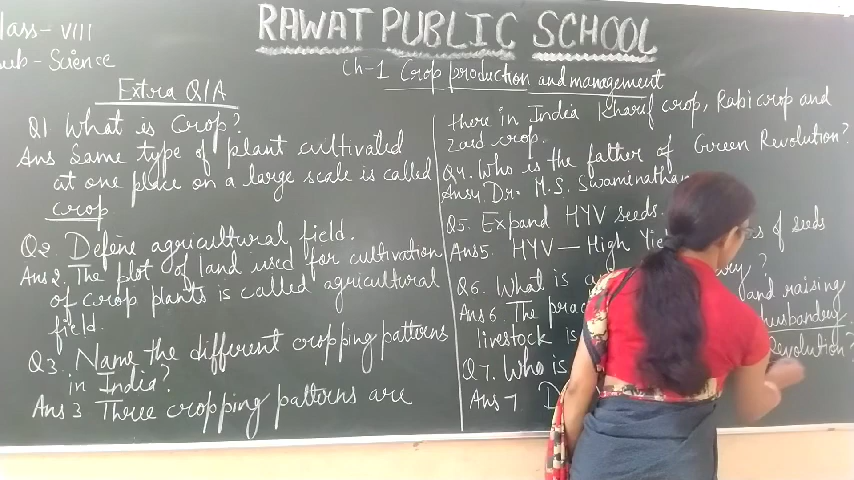 RAWAT PUBLIC SCHOOL
lass - VIII
ub - Science
Ch-1 Crop production and management
Extra Q/A
Q1 What is Crop?
Ans Same type of plant cultivated
at one place on a large scale is called
crop
Q2. Define agricultural field.
Ans 2. The plot of land used for cultivation
of crop plants is called agricultural
field.
Q3. Name the different cropping patterns
in India?
Ans 3 Three cropping patterns are
there in India Kharif crop, Rabi crop and
Zaid crop.
Q4. Who is the father of Green Revolution?
Ans4. Dr. M.S. Swaminathan
Q5. Expand HYV seeds.
Ans5. HYV — High Yie s of seeds
Q6. What is
Ans 6. The and raising
livestock is husbandry.
Q7. Who is Revolution?
Ans 7. D